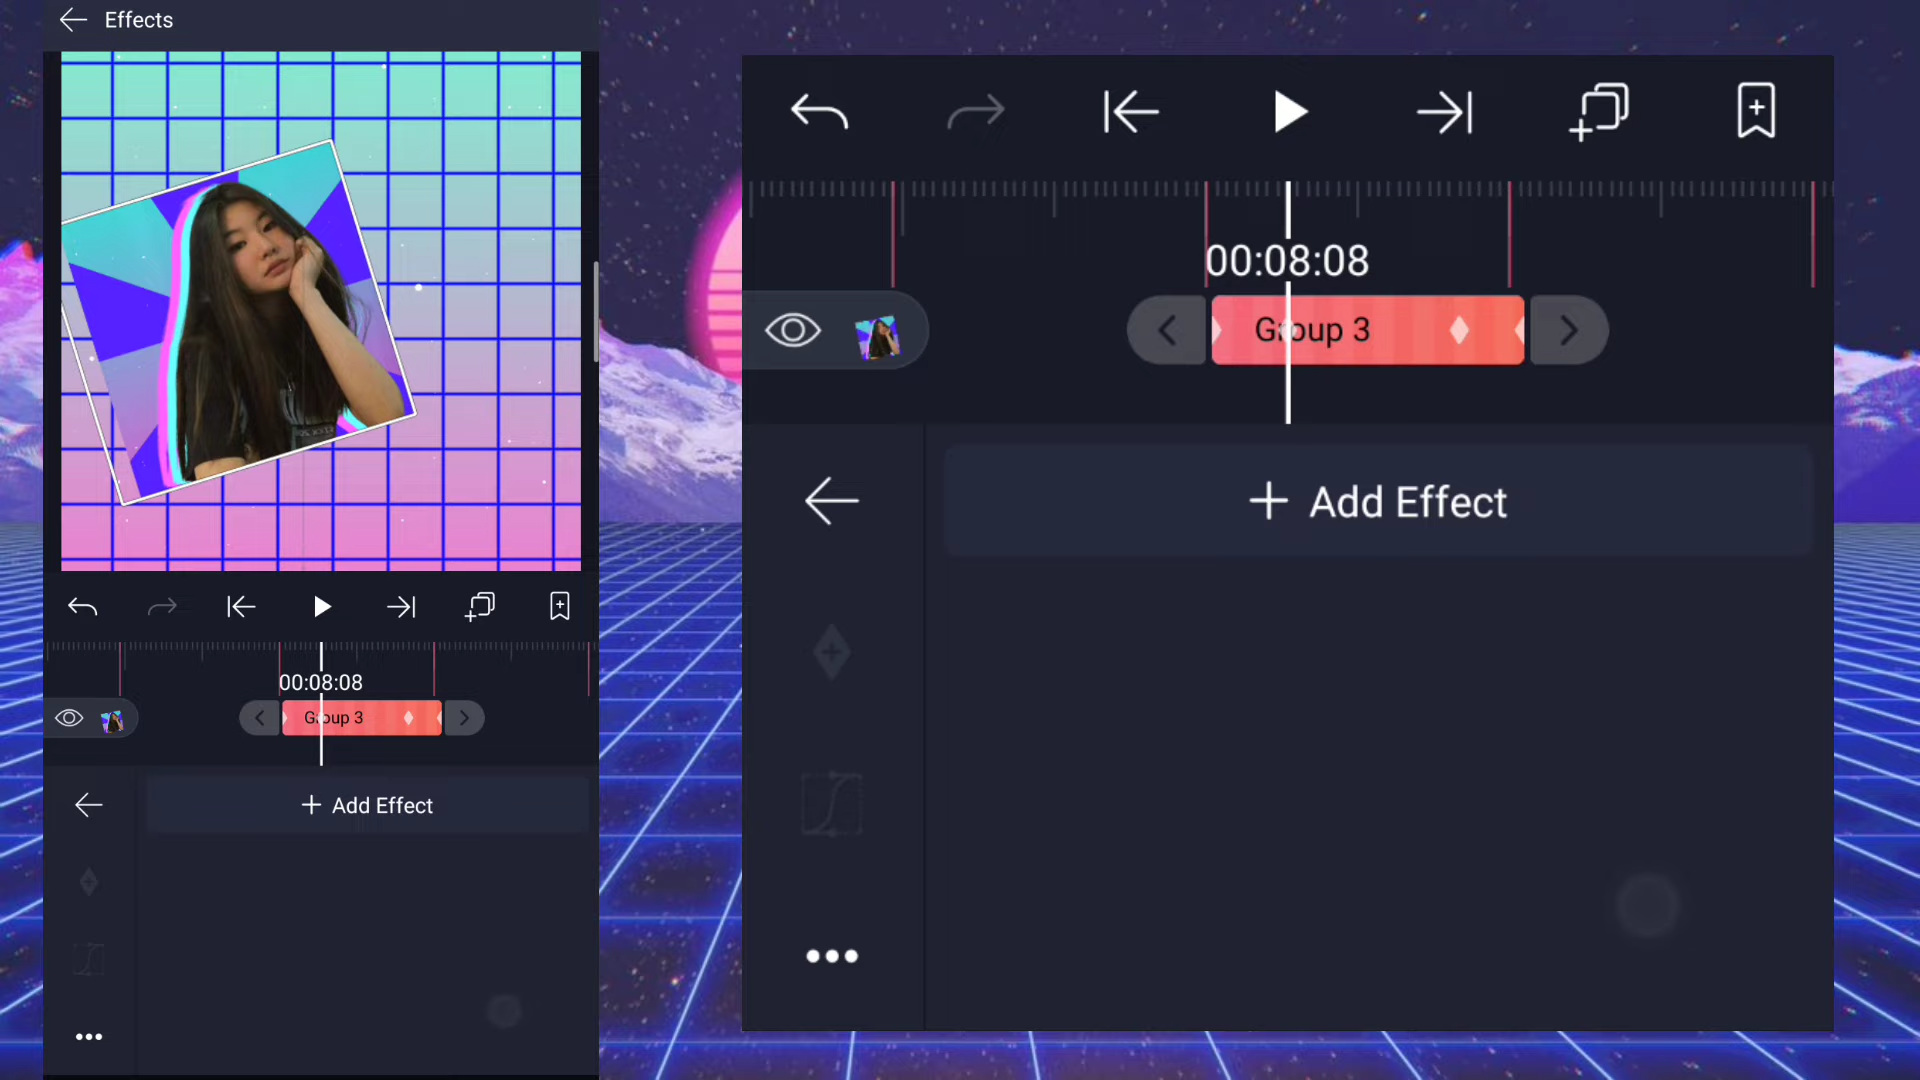 Effects
00:08:08
Group 3
+ Add Effect
00:08:08
Group 3
+ Add Effect